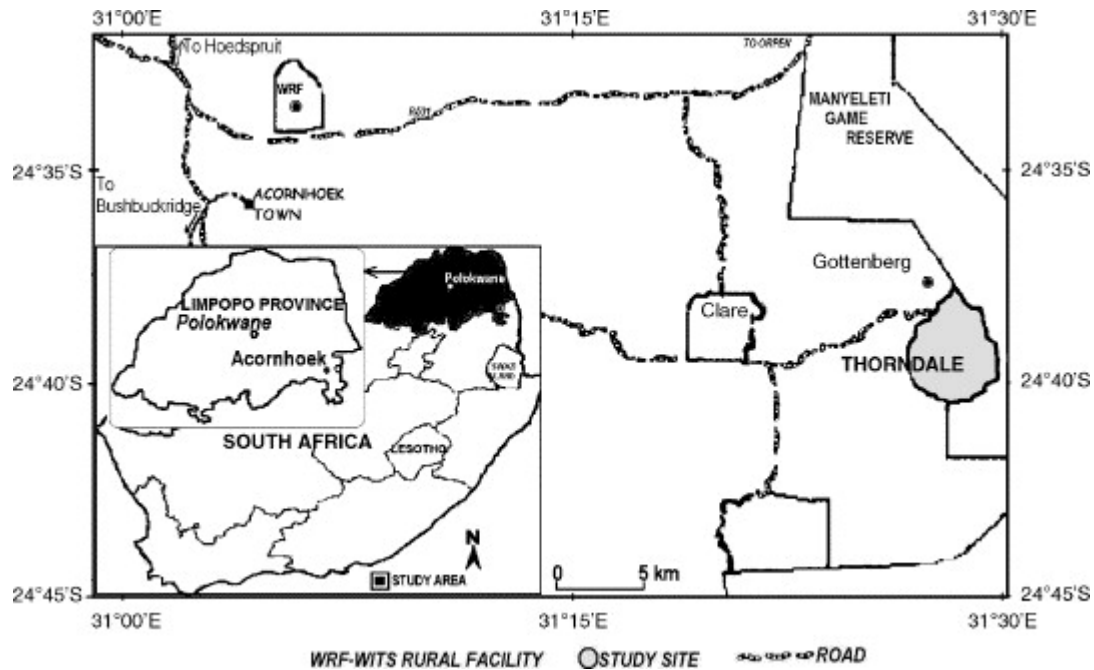 31°00'E 31°15'E 31°30'E
To Hoedspruit
TO ORPEN
WRF
R531
MANYELETI
GAME
RESERVE
24°35'S 24°35'S
To
Bushbuckridge
ACORNHOEK
TOWN
Gottenberg
Polokwane
LIMPOPO PROVINCE
Polokwane
Acornhoek
Clare
THORNDALE
SWAZI
LAND
24°40'S 24°40'S
SOUTH AFRICA
LESOTHO
N
0 5 km
STUDY AREA
24°45'S 24°45'S
31°00'E 31°15'E 31°30'E
WRF-WITS RURAL FACILITY STUDY SITE ROAD